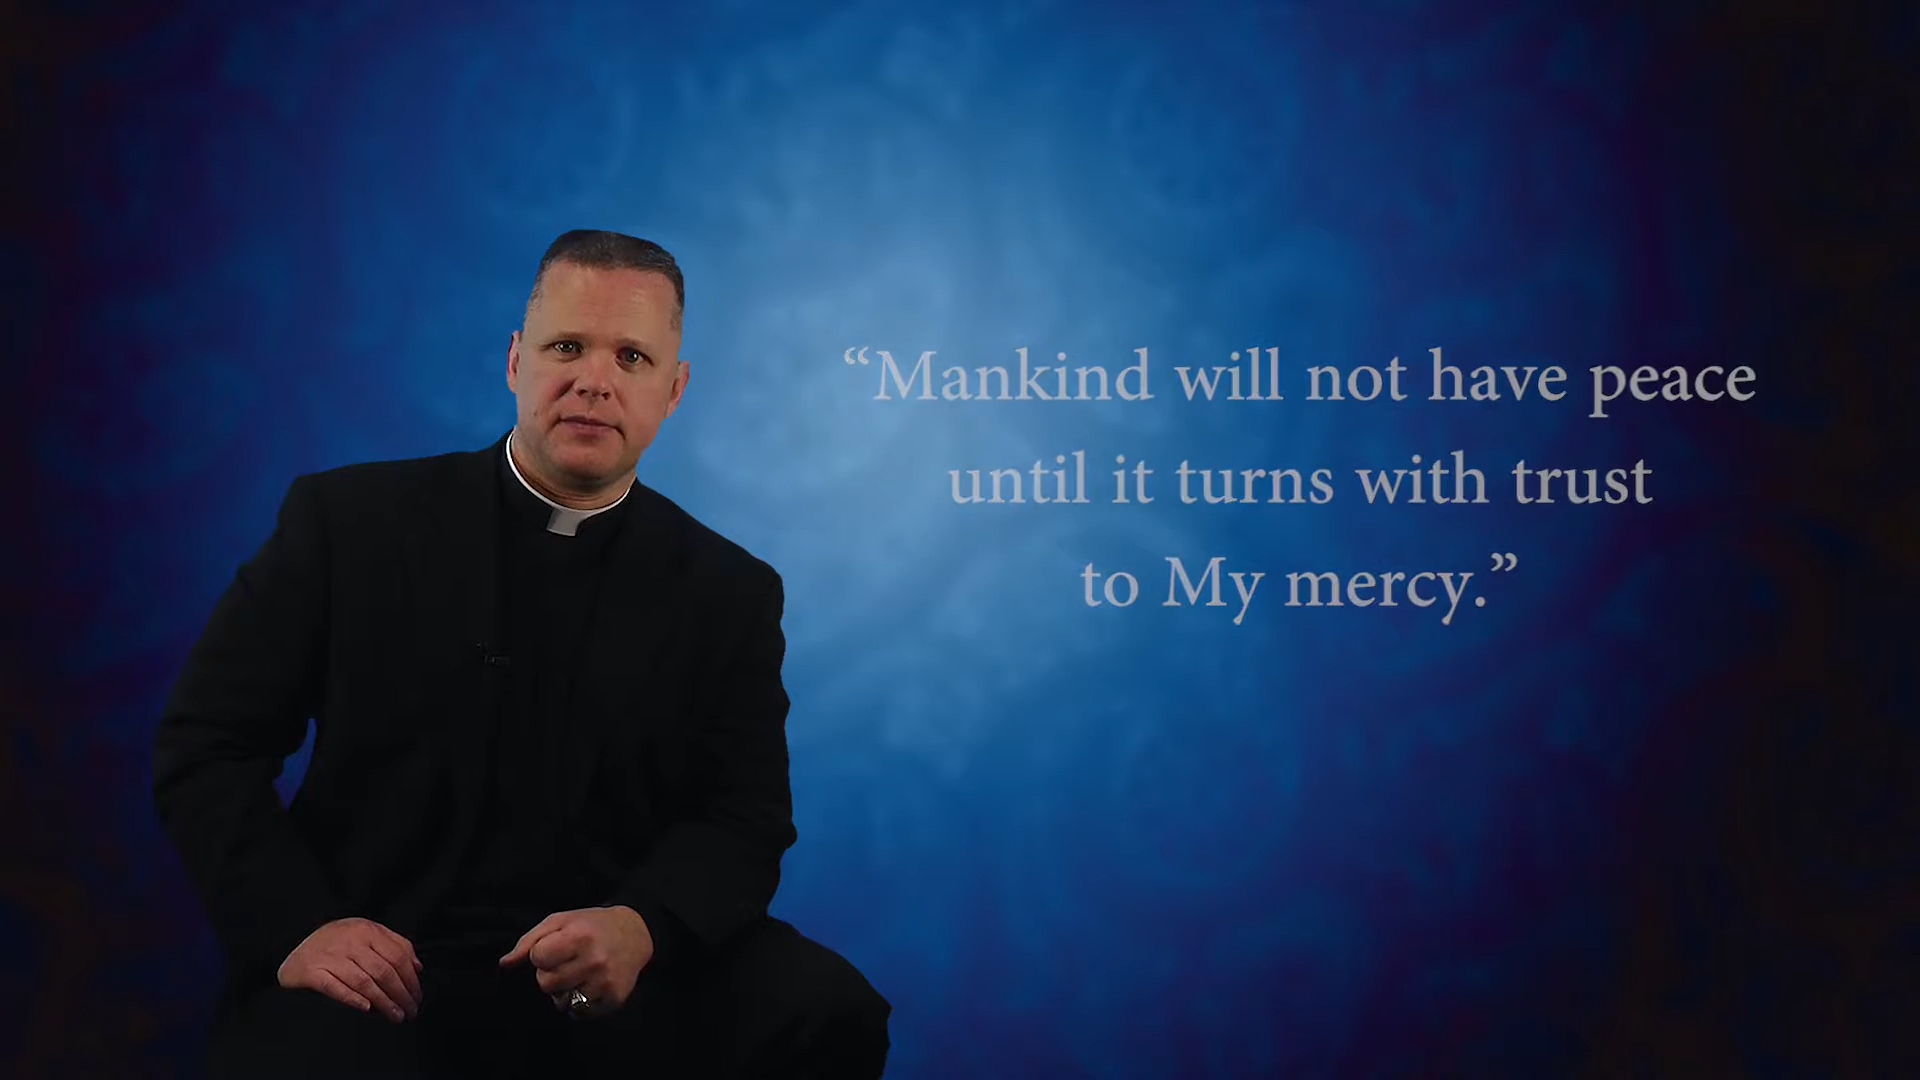 “Mankind will not have peace
until it turns with trust
to My mercy.”